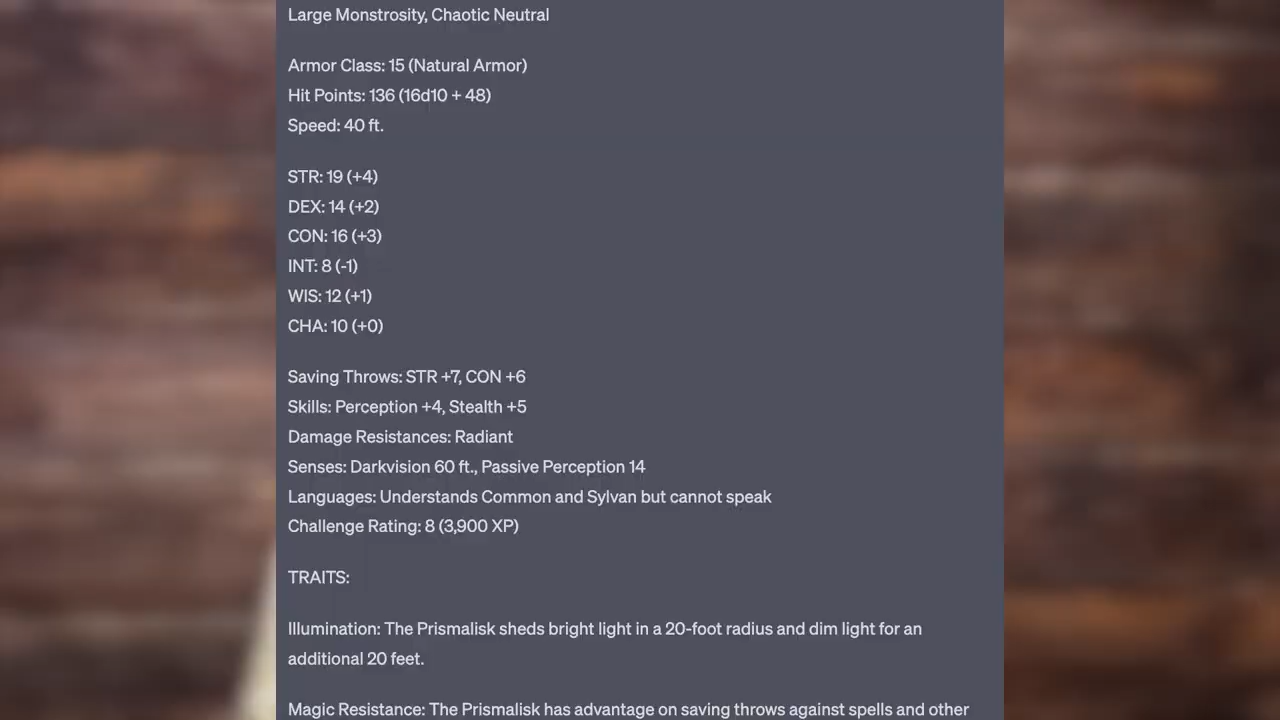 Large Monstrosity, Chaotic Neutral
Armor Class: 15 (Natural Armor)
Hit Points: 136 (16d10 + 48)
Speed: 40 ft.
STR: 19 (+4)
DEX: 14 (+2)
CON: 16 (+3)
INT: 8 (-1)
WIS: 12 (+1)
CHA: 10 (+0)
Saving Throws: STR +7, CON +6
Skills: Perception +4, Stealth +5
Damage Resistances: Radiant
Senses: Darkvision 60 ft., Passive Perception 14
Languages: Understands Common and Sylvan but cannot speak
Challenge Rating: 8 (3,900 XP)
TRAITS:
Illumination: The Prismalisk sheds bright light in a 20-foot radius and dim light for an
additional 20 feet.
Magic Resistance: The Prismalisk has advantage on saving throws against spells and other